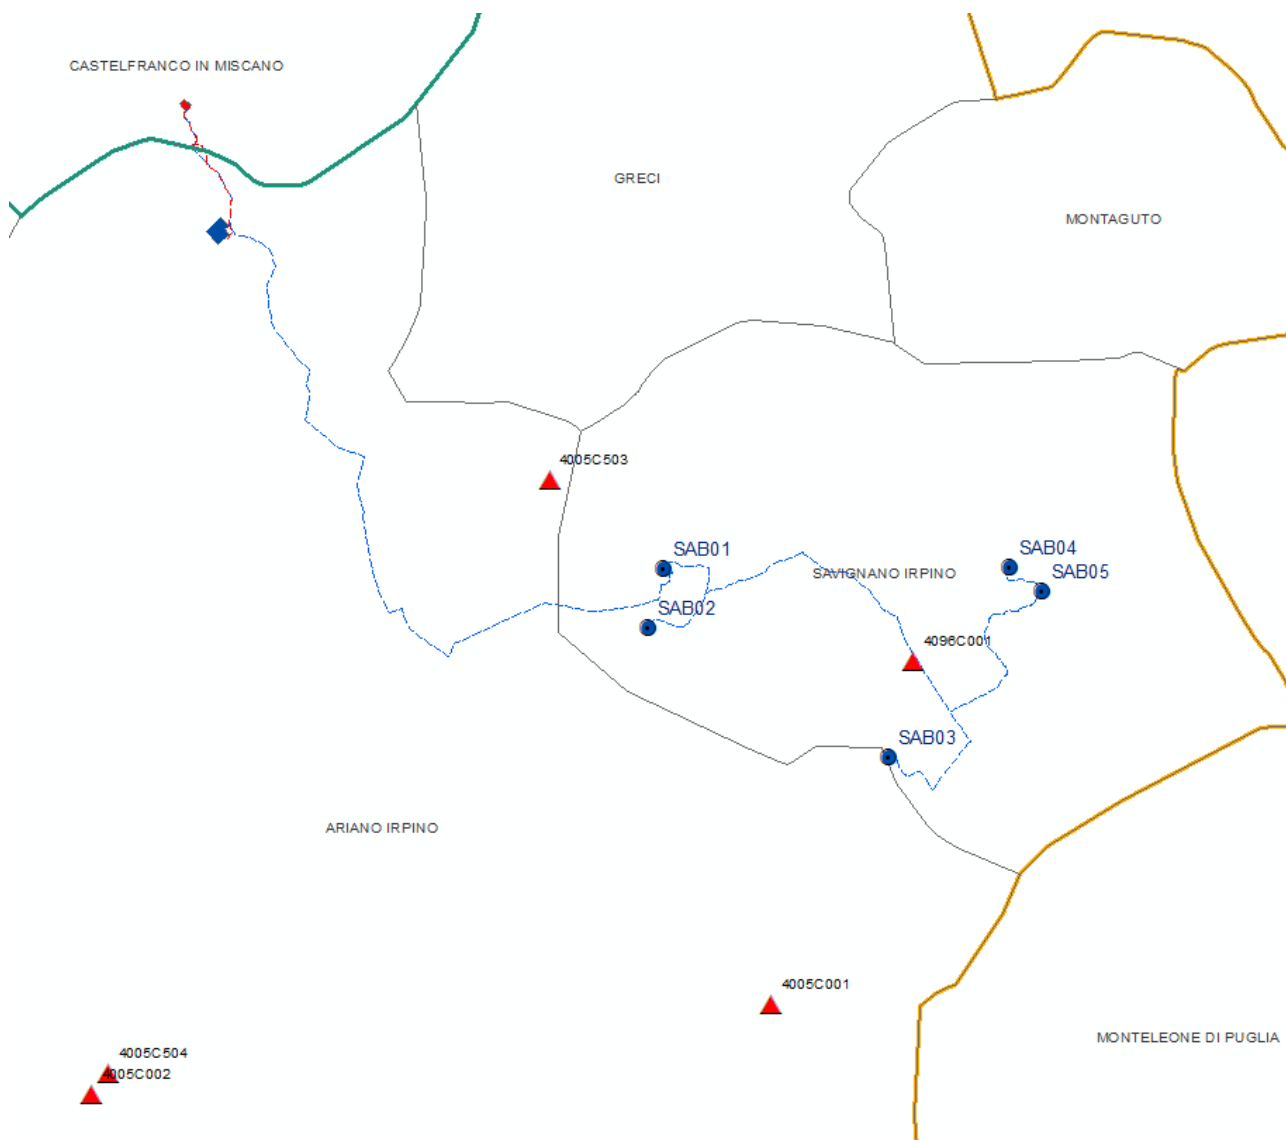 CASTELFRANCO IN MISCANO
GRECI
MONTAGUTO
4005C503
SAB01
SAB04
SAVIGNANO IRPINO
SAB05
SAB02
4096C001
SAB03
ARIANO IRPINO
4005C001
MONTELEONE DI PUGLIA
4005C504
4005C002